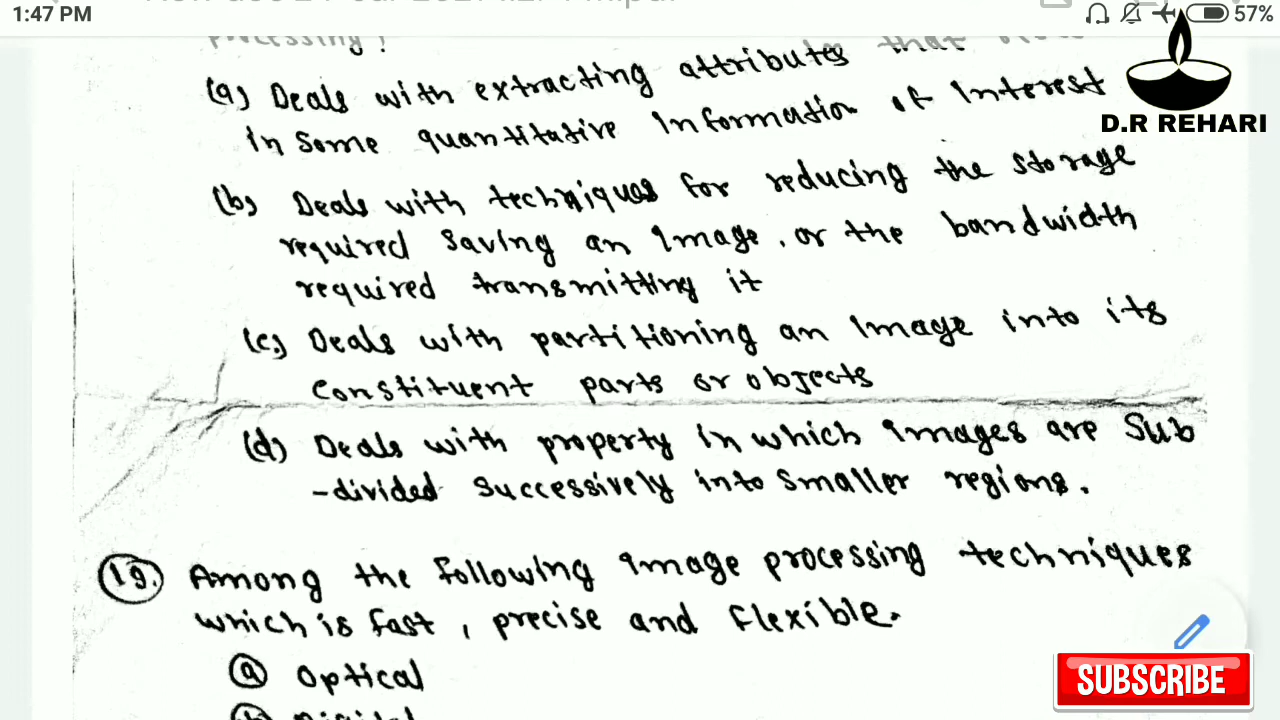 1:47 PM
57%
processing?
(a) Deals with extracting attributes that
in some quantitative Information of Interest
D.R REHARI
(b) Deals with techniques for reducing the storage
required saving an image, or the bandwidth
required transmitting it
(c) Deals with partitioning an image into its
constituent parts or objects
(d) Deals with property in which images are sub
-divided successively into smaller regions.
19. Among the following image processing techniques
which is fast, precise and flexible.
(a) optical
(b) Digital
SUBSCRIBE